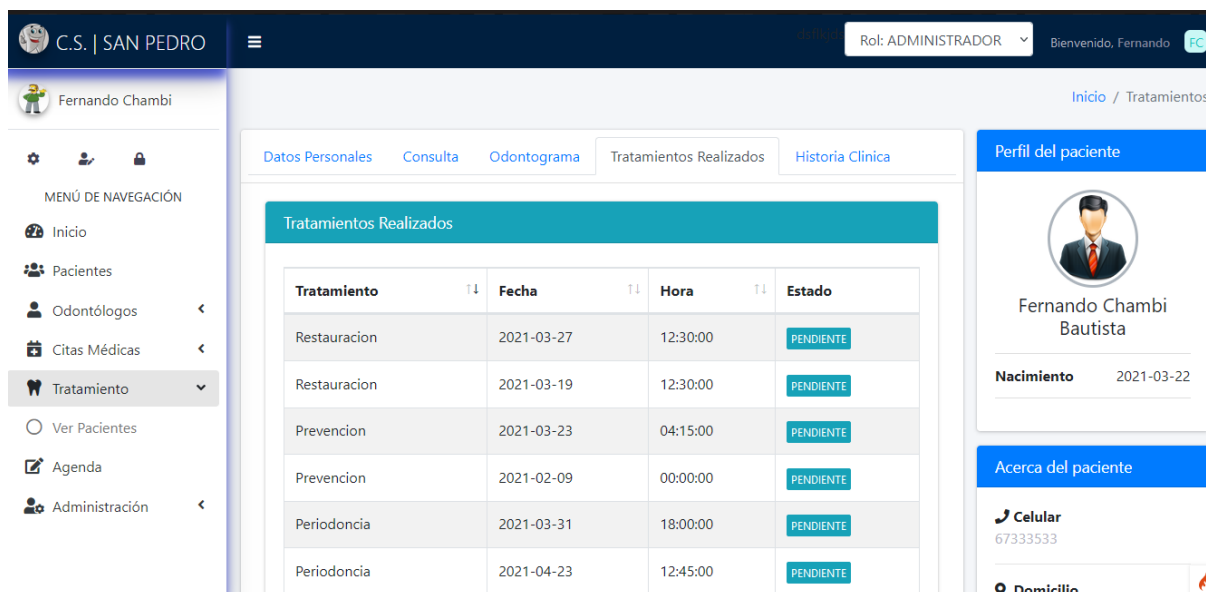 C.S. | SAN PEDRO
Rol: ADMINISTRADOR
Bienvenido, Fernando
FC
Fernando Chambi
Inicio / Tratamientos
MENÚ DE NAVEGACIÓN
Inicio
Pacientes
Odontólogos
Citas Médicas
Tratamiento
Ver Pacientes
Agenda
Administración
Datos Personales Consulta Odontograma Tratamientos Realizados Historia Clinica
Tratamientos Realizados
Tratamiento Fecha Hora Estado
Restauracion 2021-03-27 12:30:00 PENDIENTE
Restauracion 2021-03-19 12:30:00 PENDIENTE
Prevencion 2021-03-23 04:15:00 PENDIENTE
Prevencion 2021-02-09 00:00:00 PENDIENTE
Periodoncia 2021-03-31 18:00:00 PENDIENTE
Periodoncia 2021-04-23 12:45:00 PENDIENTE
Perfil del paciente
Fernando Chambi
Bautista
Nacimiento 2021-03-22
Acerca del paciente
Celular
67333533
Domicilio